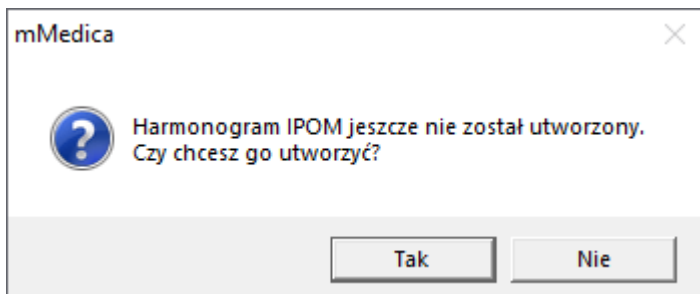 mMedica
Harmonogram IPOM jeszcze nie został utworzony.
Czy chcesz go utworzyć?
Tak
Nie